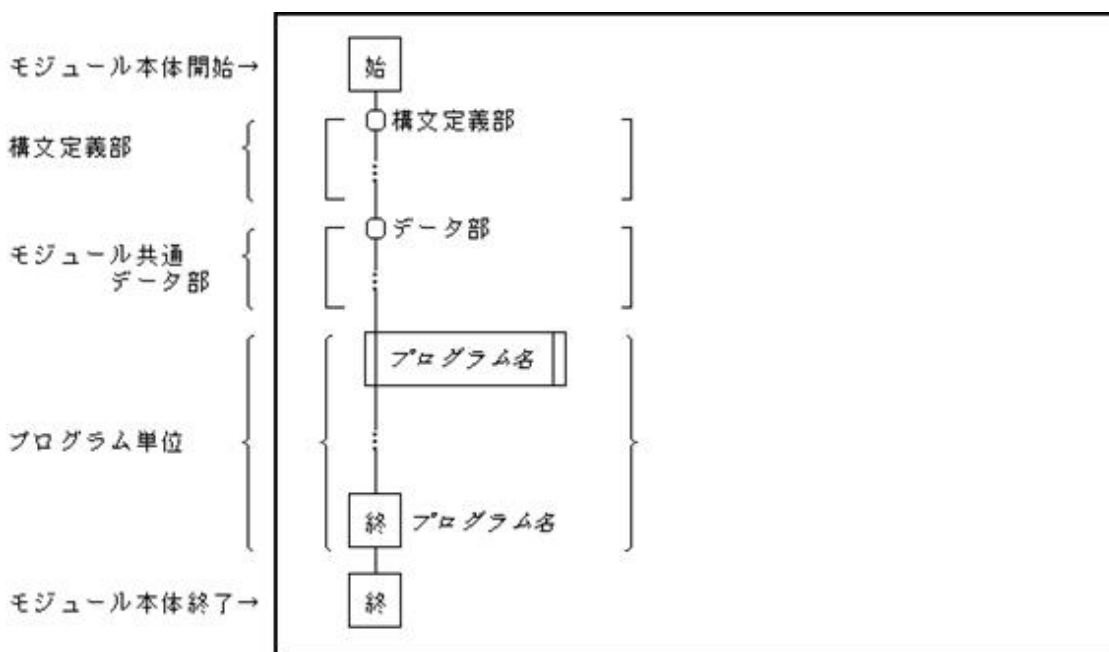 モジュール本体開始→
始
構文定義部
構文定義部
モジュール共通
データ部
データ部
プログラム単位
プログラム名
終
プログラム名
モジュール本体終了→
終